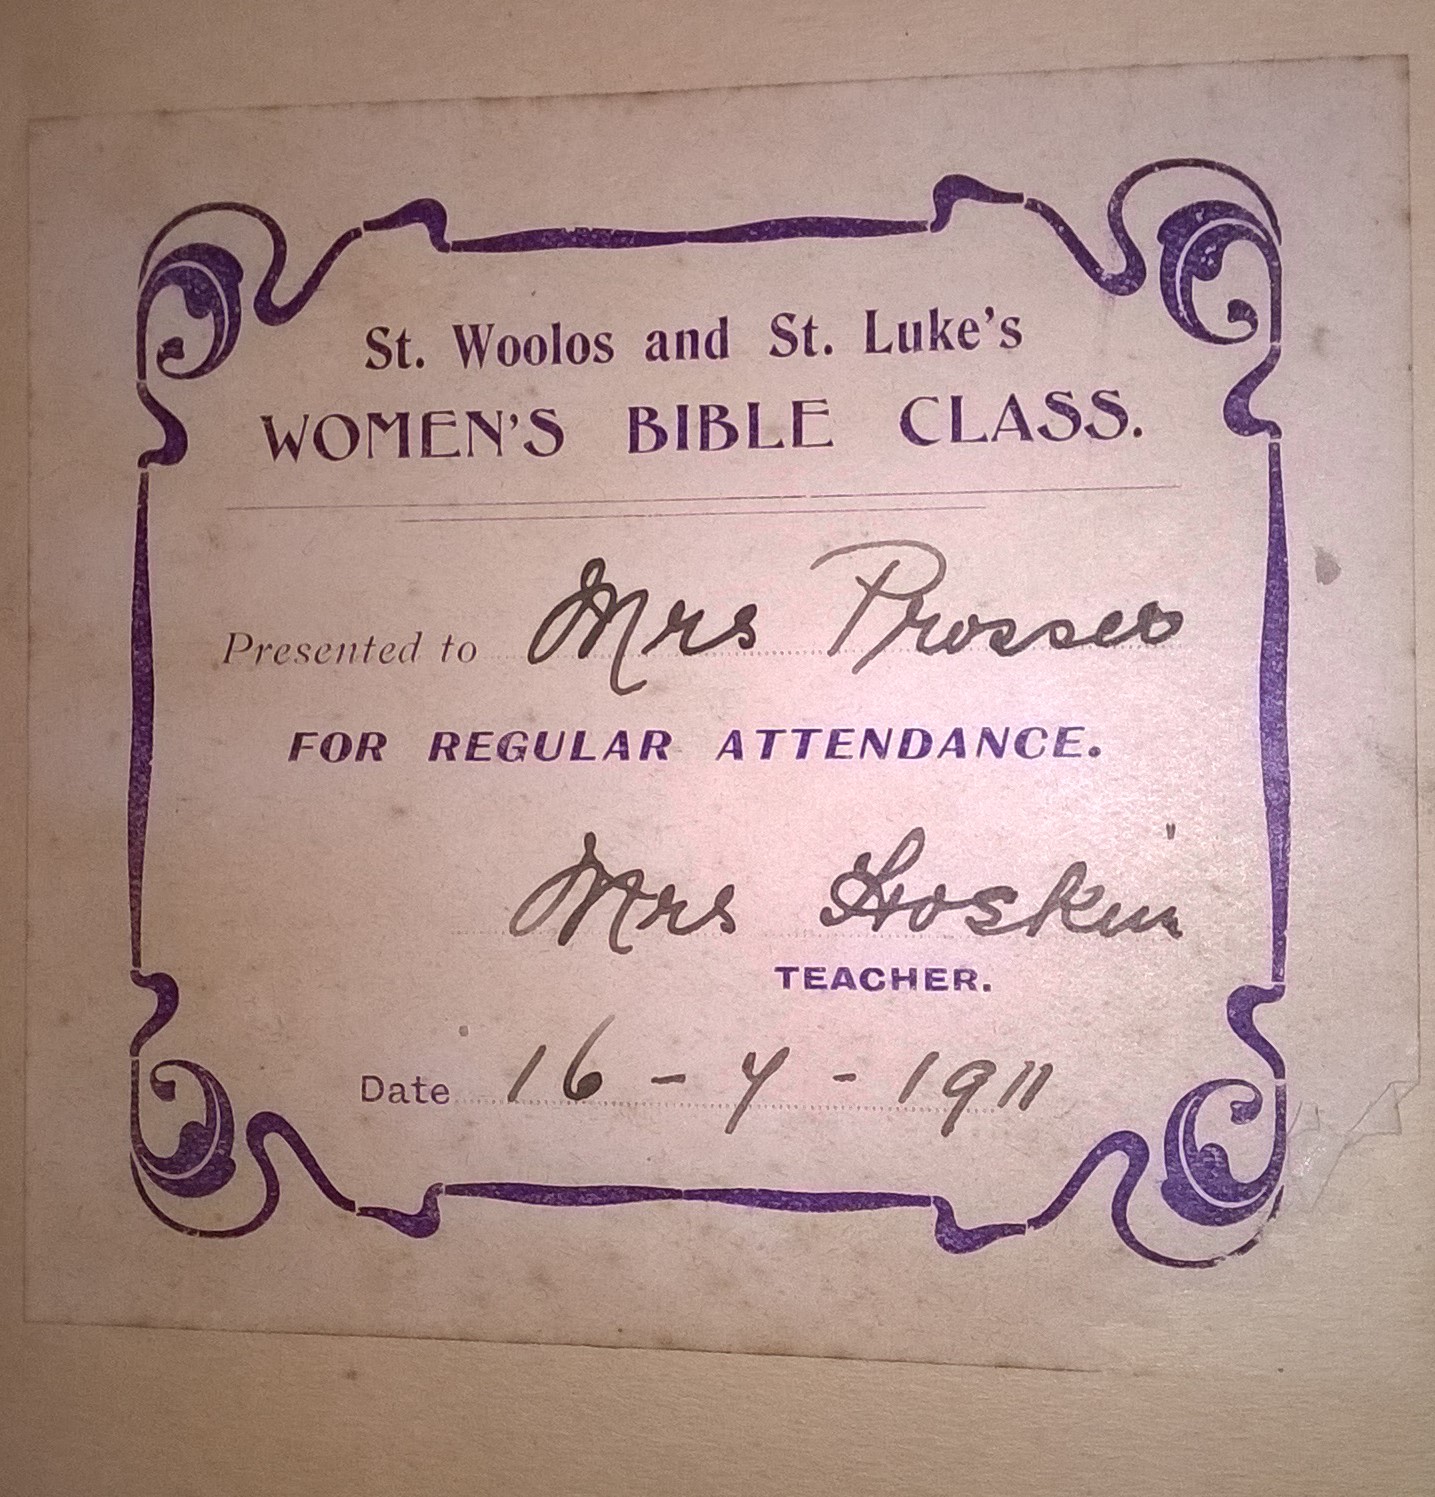 St. Woolos and St. Luke's
WOMEN'S BIBLE CLASS.
Presented to Mrs Prosser
FOR REGULAR ATTENDANCE.
Mrs Hoskin
TEACHER.
Date 16 - 4 - 1911